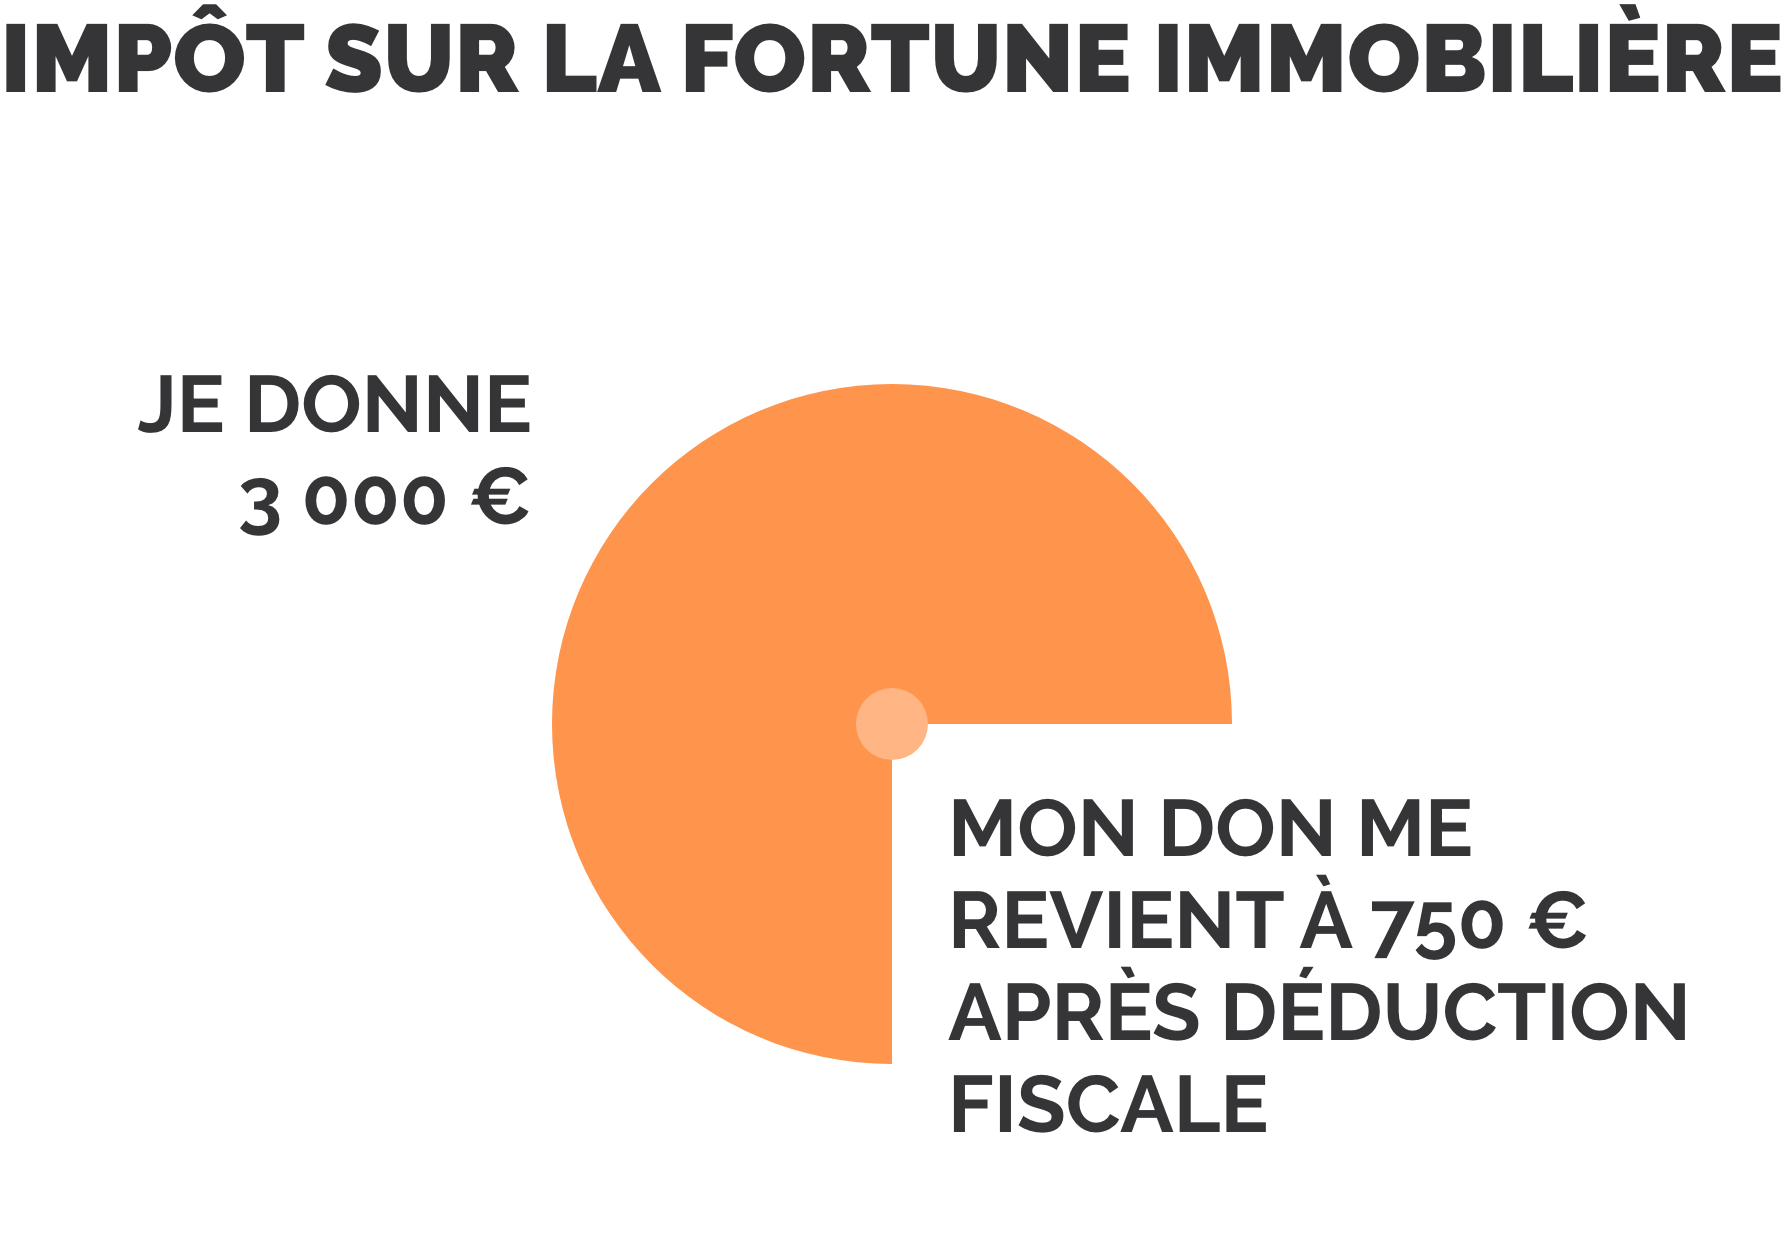 IMPÔT SUR LA FORTUNE IMMOBILIÈRE
JE DONNE
3 000 €
MON DON ME
REVIENT À 750 €
APRÈS DÉDUCTION
FISCALE